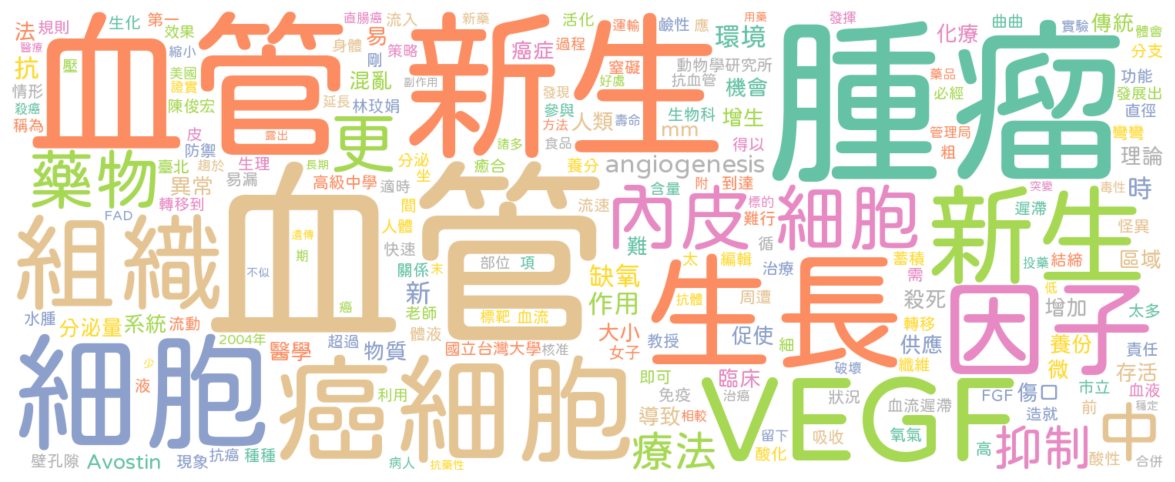 血管新生
腫瘤
血管
組織
細胞
癌細胞
內皮細胞
新生
生長
因子
VEGF
藥物
更
中
抑制
療法
angiogenesis
法
規則
生化
第一
醫療
效果
縮小
抗
壓
美國
證實
情形
殺癌
陳俊宏
稱為
直腸癌
流入
新藥
活化
運輸
用藥
發揮
易
身體
剛
策略
癌症
過程
鹼性
應
環境
窒礙
動物學研究所
混亂
副作用
好處
抗血管
機會
延長
林玟娟
發現
參與
生物科
增生
方法
人類
壽命
mm
露出
諸多
食品
得以
曲曲
實驗
傳統
體會
化療
分支
藥品
功能
必經
發展出
直徑
管理局
彎彎
粗
理論
皮
防禦
臺北
趨於
生理
長期
分泌
坐
癒合
養分
異常
易漏
高級中學
適時
轉移到
FAD
間
流速
人體
遺傳
期
不似
癌
快速
關係
末
部位
項
缺氧
新
作用
老師
標靶
血流
體液
大小
女子
水腫
分泌量
系統
流動
2004年
超過
醫學
物質
國立台灣大學
核准
少
液
利用
壁孔隙
Avostin
現象
抗癌
種種
病人
抗藥性
含量
附
到達
標的
難行
難
循
太
編輯
治療
抗體
周遭
教授
促使
細
破壞
即可
臨床
免疫
治癌
狀況
導致
相較
留下
酸化
吸收
血流遲滯
氧氣
突變
毒性
時
遲滯
怪異
蓄積
需
投藥
結締
區域
殺死
低
增加
太多
轉移
供應
養份
責任
纖維
微
存活
FGF
傷口
市立
血液
造就
前
穩定
高
酸性
合併